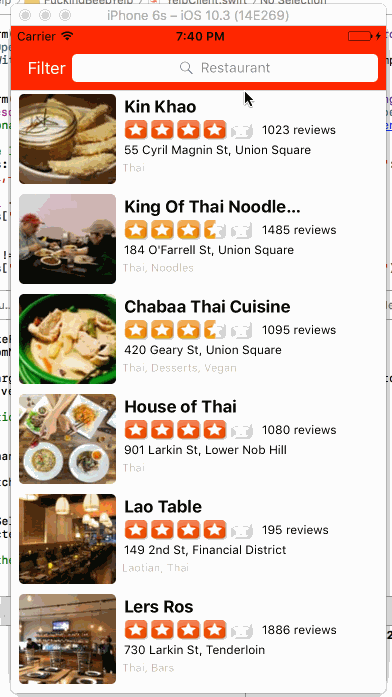 iPhone 6s – iOS 10.3 (14E269)
Carrier 7:40 PM
Filter Restaurant
Kin Khao
1023 reviews
55 Cyril Magnin St, Union Square
Thai
King Of Thai Noodle...
1485 reviews
184 O'Farrell St, Union Square
Thai, Noodles
Chabaa Thai Cuisine
1095 reviews
420 Geary St, Union Square
Thai, Desserts, Vegan
House of Thai
1080 reviews
901 Larkin St, Lower Nob Hill
Thai
Lao Table
195 reviews
149 2nd St, Financial District
Laotian, Thai
Lers Ros
1886 reviews
730 Larkin St, Tenderloin
Thai, Bars